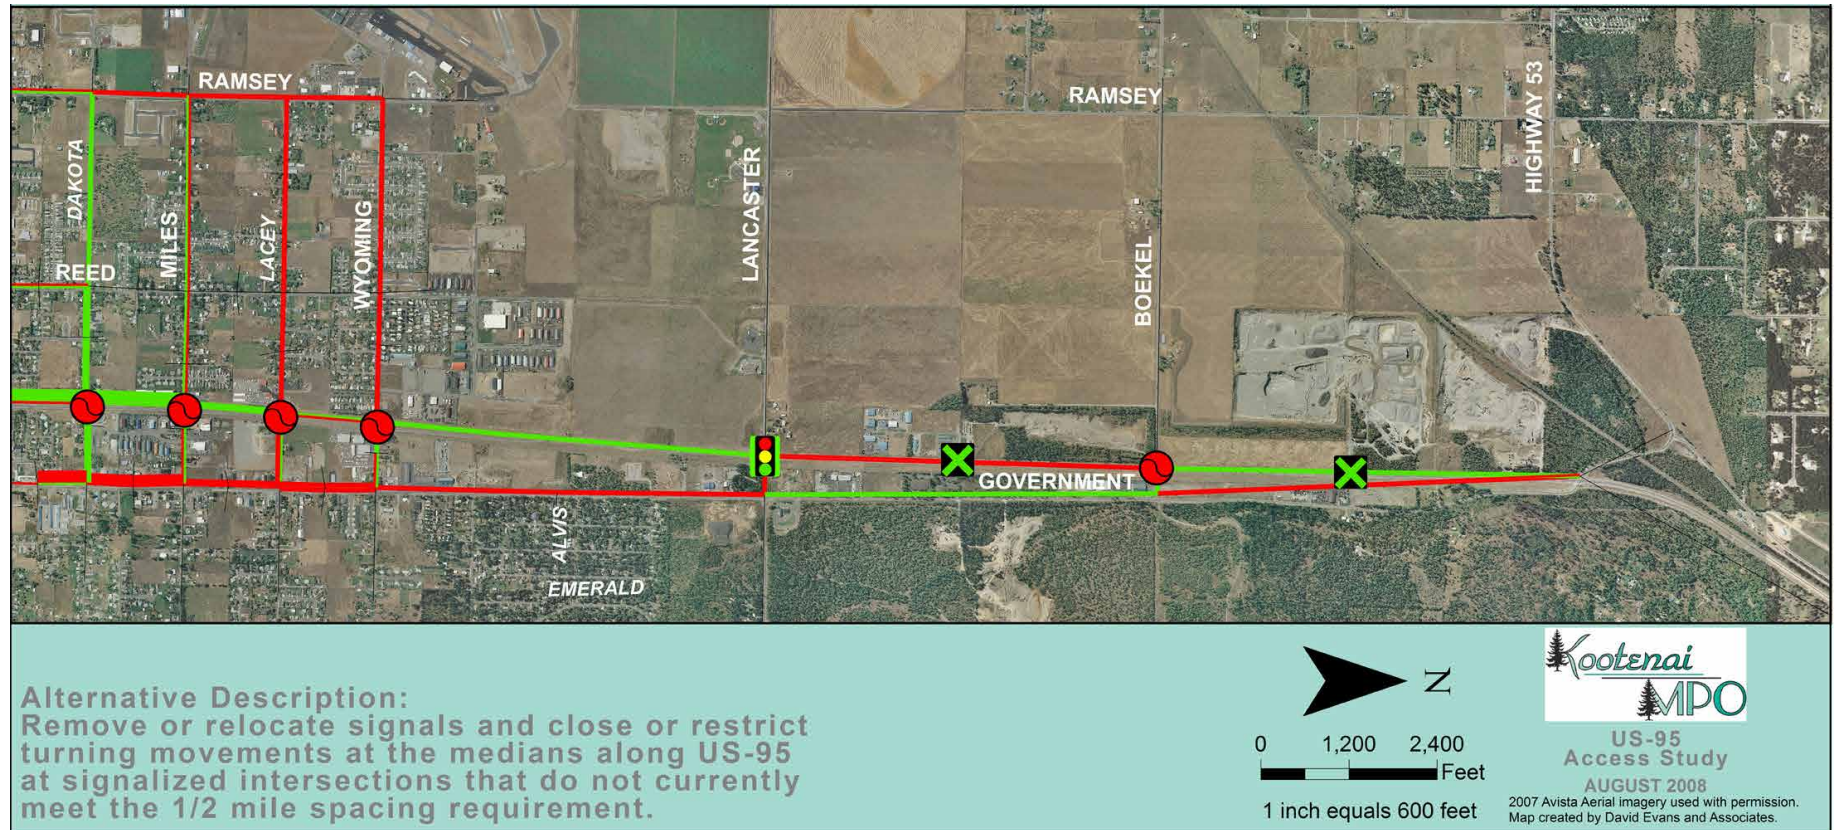 RAMSEY
RAMSEY
HIGHWAY 53
DAKOTA
MILES
LACEY
WYOMING
LANCASTER
BOEKEL
REED
GOVERNMENT
ALVIS
EMERALD
Alternative Description:
Remove or relocate signals and close or restrict
turning movements at the medians along US-95
at signalized intersections that do not currently
meet the 1/2 mile spacing requirement.
N
0 1,200 2,400
Feet
1 inch equals 600 feet
Kootenai
MPO
US-95
Access Study
AUGUST 2008
2007 Avista Aerial imagery used with permission.
Map created by David Evans and Associates.